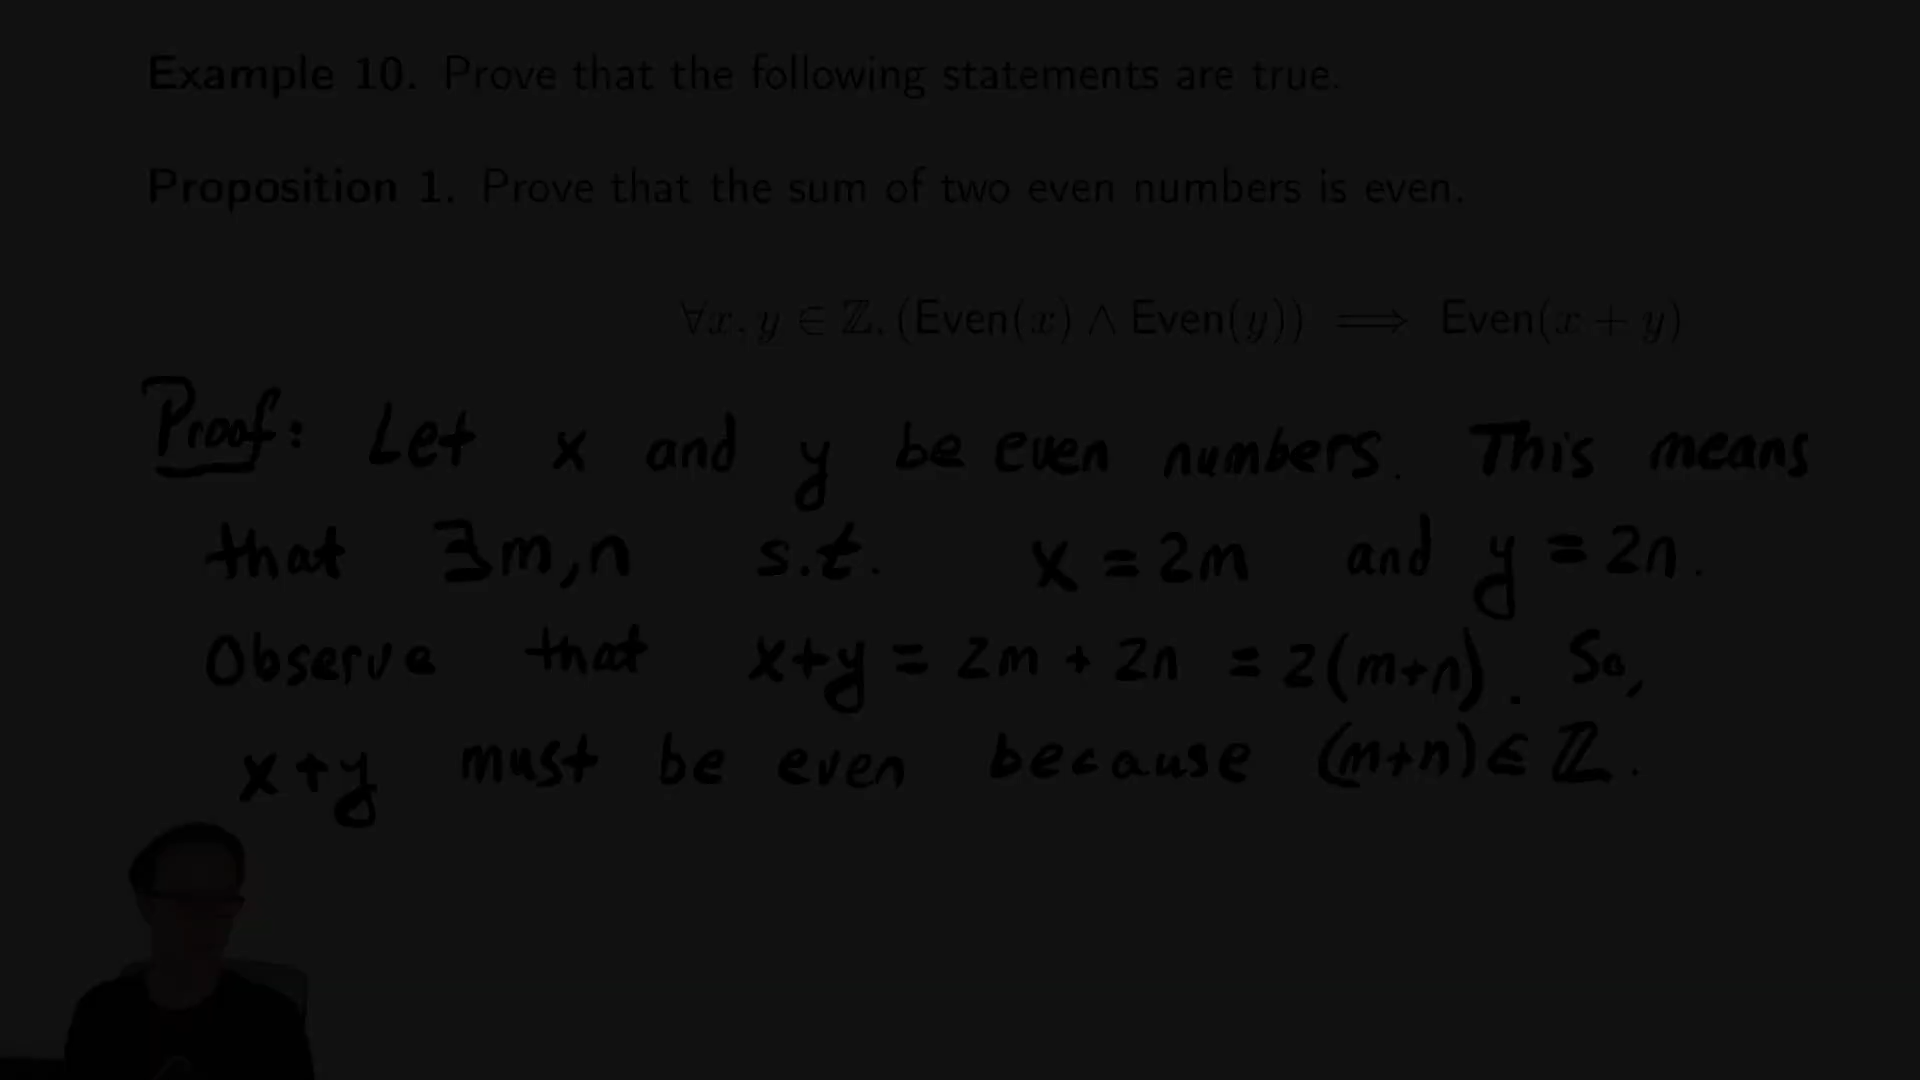 Example 10. Prove that the following statements are true.
Proposition 1. Prove that the sum of two even numbers is even.
∀x, y ∈ ℤ. (Even(x) ∧ Even(y)) ⟹ Even(x + y)
Proof: Let x and y be even numbers. This means
that ∃m,n s.t. x = 2m and y = 2n.
Observe that x+y = 2m + 2n = 2(m+n). So,
x+y must be even because (m+n) ∈ ℤ.